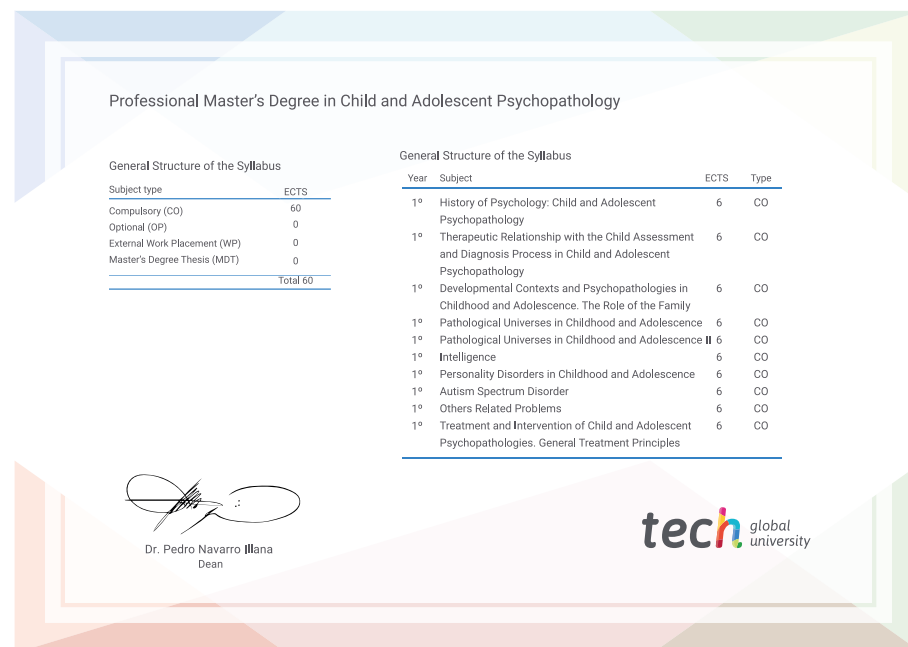 Professional Master's Degree in Child and Adolescent Psychopathology
General Structure of the Syllabus
Subject type ECTS
Compulsory (CO) 60
Optional (OP) 0
External Work Placement (WP) 0
Master's Degree Thesis (MDT) 0
Total 60
General Structure of the Syllabus
Year Subject ECTS Type
1º History of Psychology: Child and Adolescent 6 CO
Psychopathology
1º Therapeutic Relationship with the Child Assessment 6 CO
and Diagnosis Process in Child and Adolescent
Psychopathology
1º Developmental Contexts and Psychopathologies in 6 CO
Childhood and Adolescence. The Role of the Family
1º Pathological Universes in Childhood and Adolescence 6 CO
1º Pathological Universes in Childhood and Adolescence II 6 CO
1º Intelligence 6 CO
1º Personality Disorders in Childhood and Adolescence 6 CO
1º Autism Spectrum Disorder 6 CO
1º Others Related Problems 6 CO
1º Treatment and Intervention of Child and Adolescent 6 CO
Psychopathologies. General Treatment Principles
Dr. Pedro Navarro Illana
Dean
tech global
university